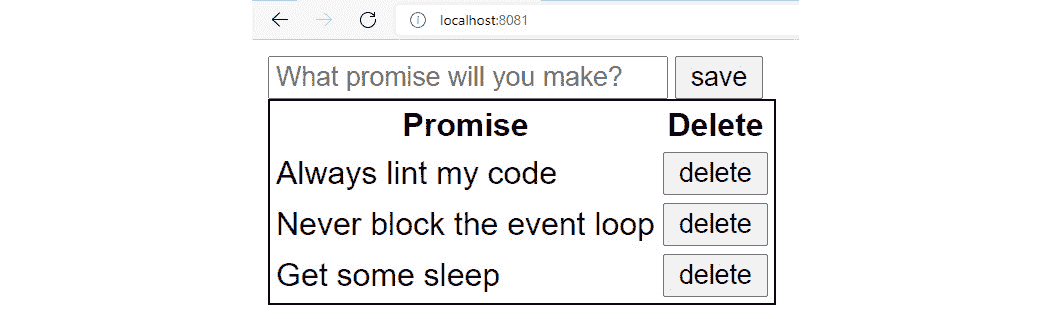 localhost:8081
What promise will you make? save
Promise Delete
Always lint my code delete
Never block the event loop delete
Get some sleep delete